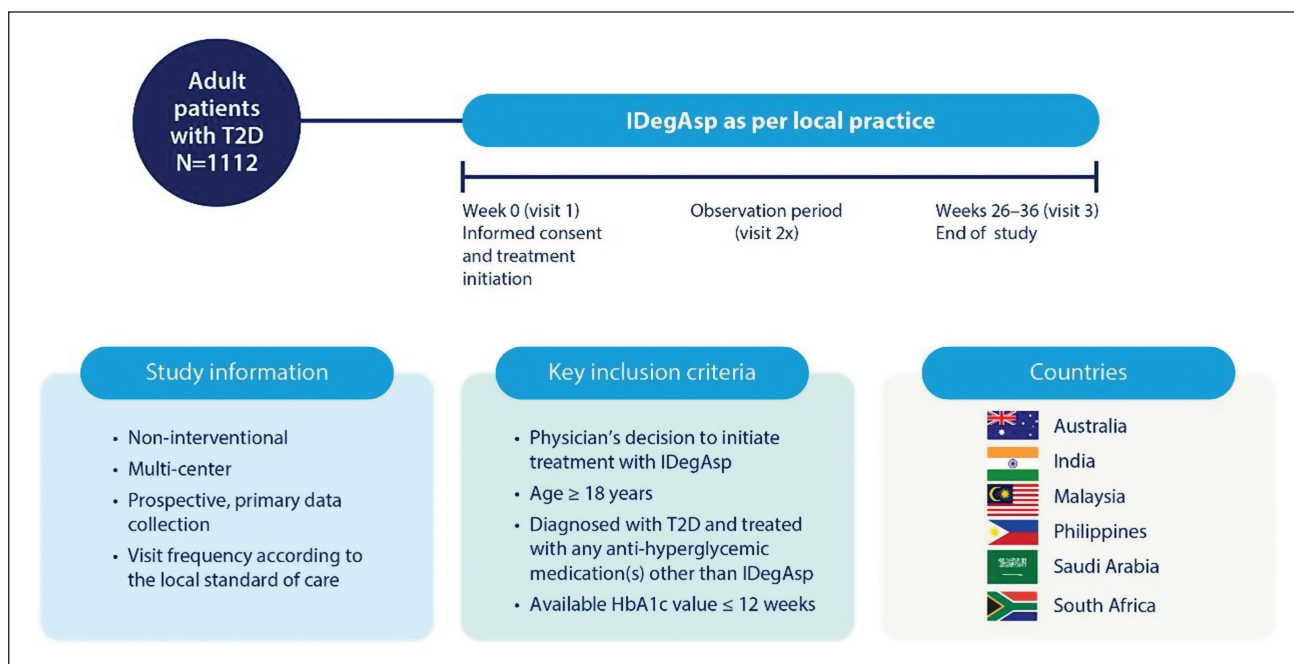 Adult
patients
with T2D
N=1112
IDegAsp as per local practice
Week 0 (visit 1)
Informed consent
and treatment
initiation
Observation period
(visit 2x)
Weeks 26–36 (visit 3)
End of study
Study information
• Non-interventional
• Multi-center
• Prospective, primary data
collection
• Visit frequency according to
the local standard of care
Key inclusion criteria
• Physician's decision to initiate
treatment with IDegAsp
• Age ≥ 18 years
• Diagnosed with T2D and treated
with any anti-hyperglycemic
medication(s) other than IDegAsp
• Available HbA1c value ≤ 12 weeks
Countries
Australia
India
Malaysia
Philippines
Saudi Arabia
South Africa